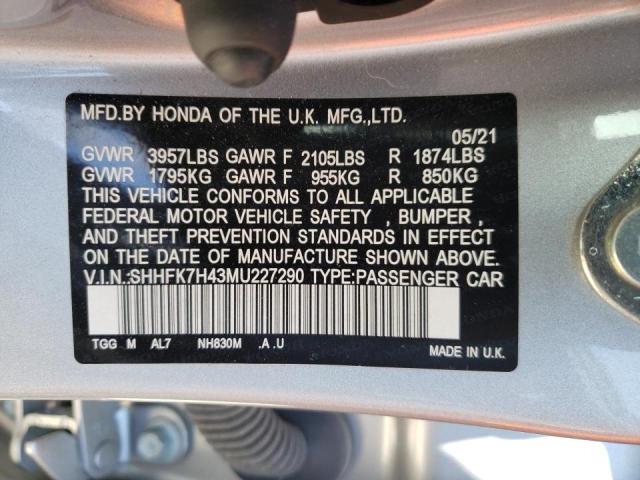 MFD.BY HONDA OF THE U.K. MFG.,LTD.
05/21
GVWR 3957LBS GAWR F 2105LBS R 1874LBS
GVWR 1795KG GAWR F 955KG R 850KG
THIS VEHICLE CONFORMS TO ALL APPLICABLE
FEDERAL MOTOR VEHICLE SAFETY , BUMPER ,
AND THEFT PREVENTION STANDARDS IN EFFECT
ON THE DATE OF MANUFACTURE SHOWN ABOVE.
V.I.N.:SHHFK7H43MU227290 TYPE:PASSENGER CAR
TGG M AL7 NH830M .A .U
MADE IN U.K.